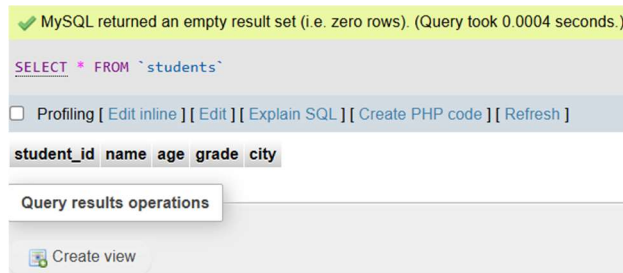 MySQL returned an empty result set (i.e. zero rows). (Query took 0.0004 seconds.)
SELECT * FROM `students`
Profiling [ Edit inline ] [ Edit ] [ Explain SQL ] [ Create PHP code ] [ Refresh ]
student_id name age grade city
Query results operations
Create view